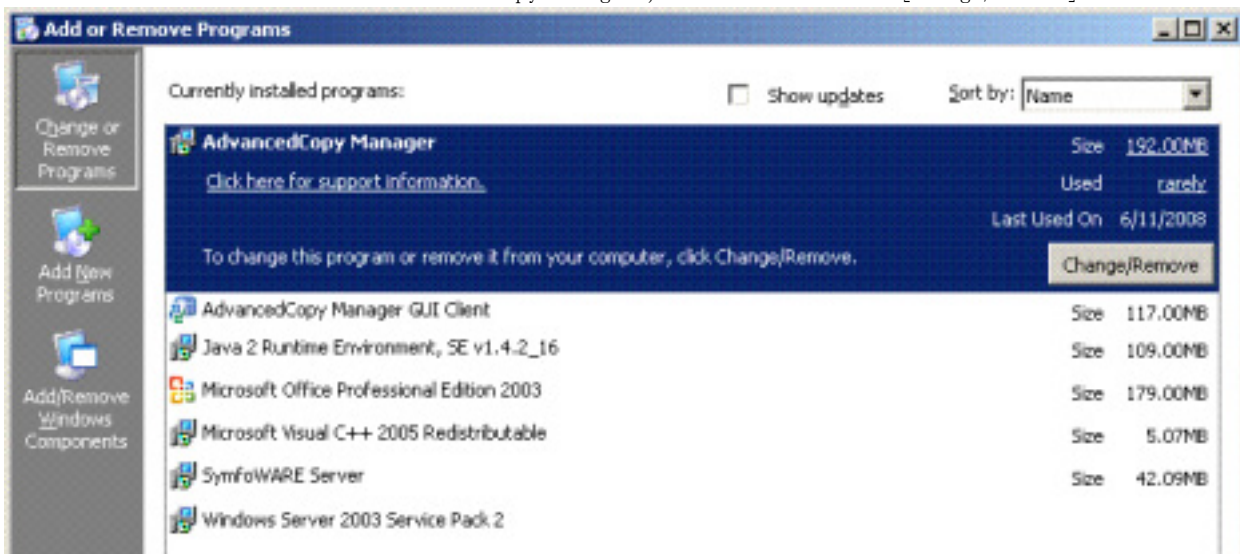 Add or Remove Programs
Change or
Remove
Programs
Add New
Programs
Add/Remove
Windows
Components
Currently installed programs:
Show updates
Sort by: Name
AdvancedCopy Manager Size 192.00MB
Click here for support information. Used rarely
Last Used On 6/11/2008
To change this program or remove it from your computer, click Change/Remove. Change/Remove
AdvancedCopy Manager GUI Client Size 117.00MB
Java 2 Runtime Environment, SE v1.4.2_16 Size 109.00MB
Microsoft Office Professional Edition 2003 Size 179.00MB
Microsoft Visual C++ 2005 Redistributable Size 5.07MB
SymfoWARE Server Size 42.09MB
Windows Server 2003 Service Pack 2